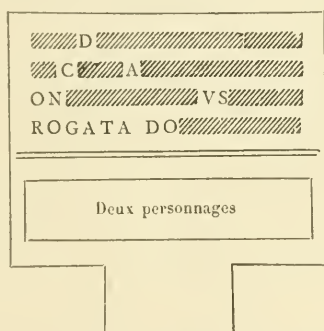 D
C A
ON VS
ROGATA DO
Deux personnages